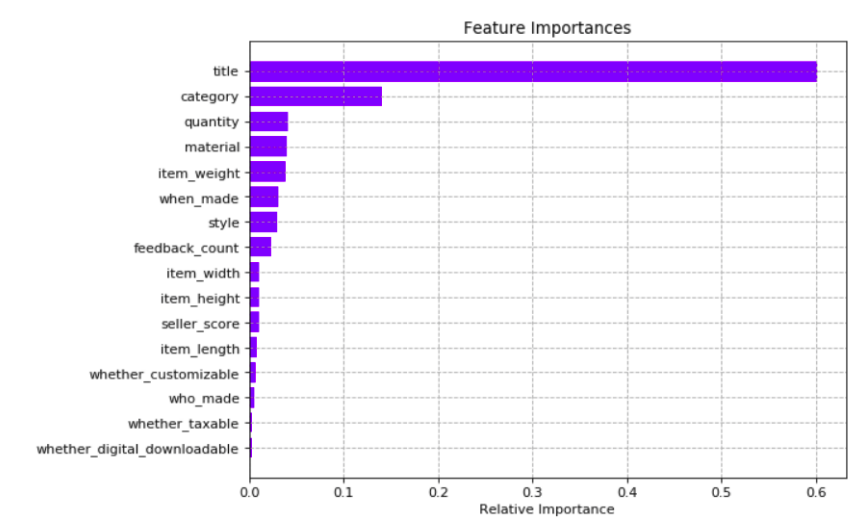 Feature Importances
title
category
quantity
material
item_weight
when_made
style
feedback_count
item_width
item_height
seller_score
item_length
whether_customizable
who_made
whether_taxable
whether_digital_downloadable
0.0 0.1 0.2 0.3 0.4 0.5 0.6
Relative Importance